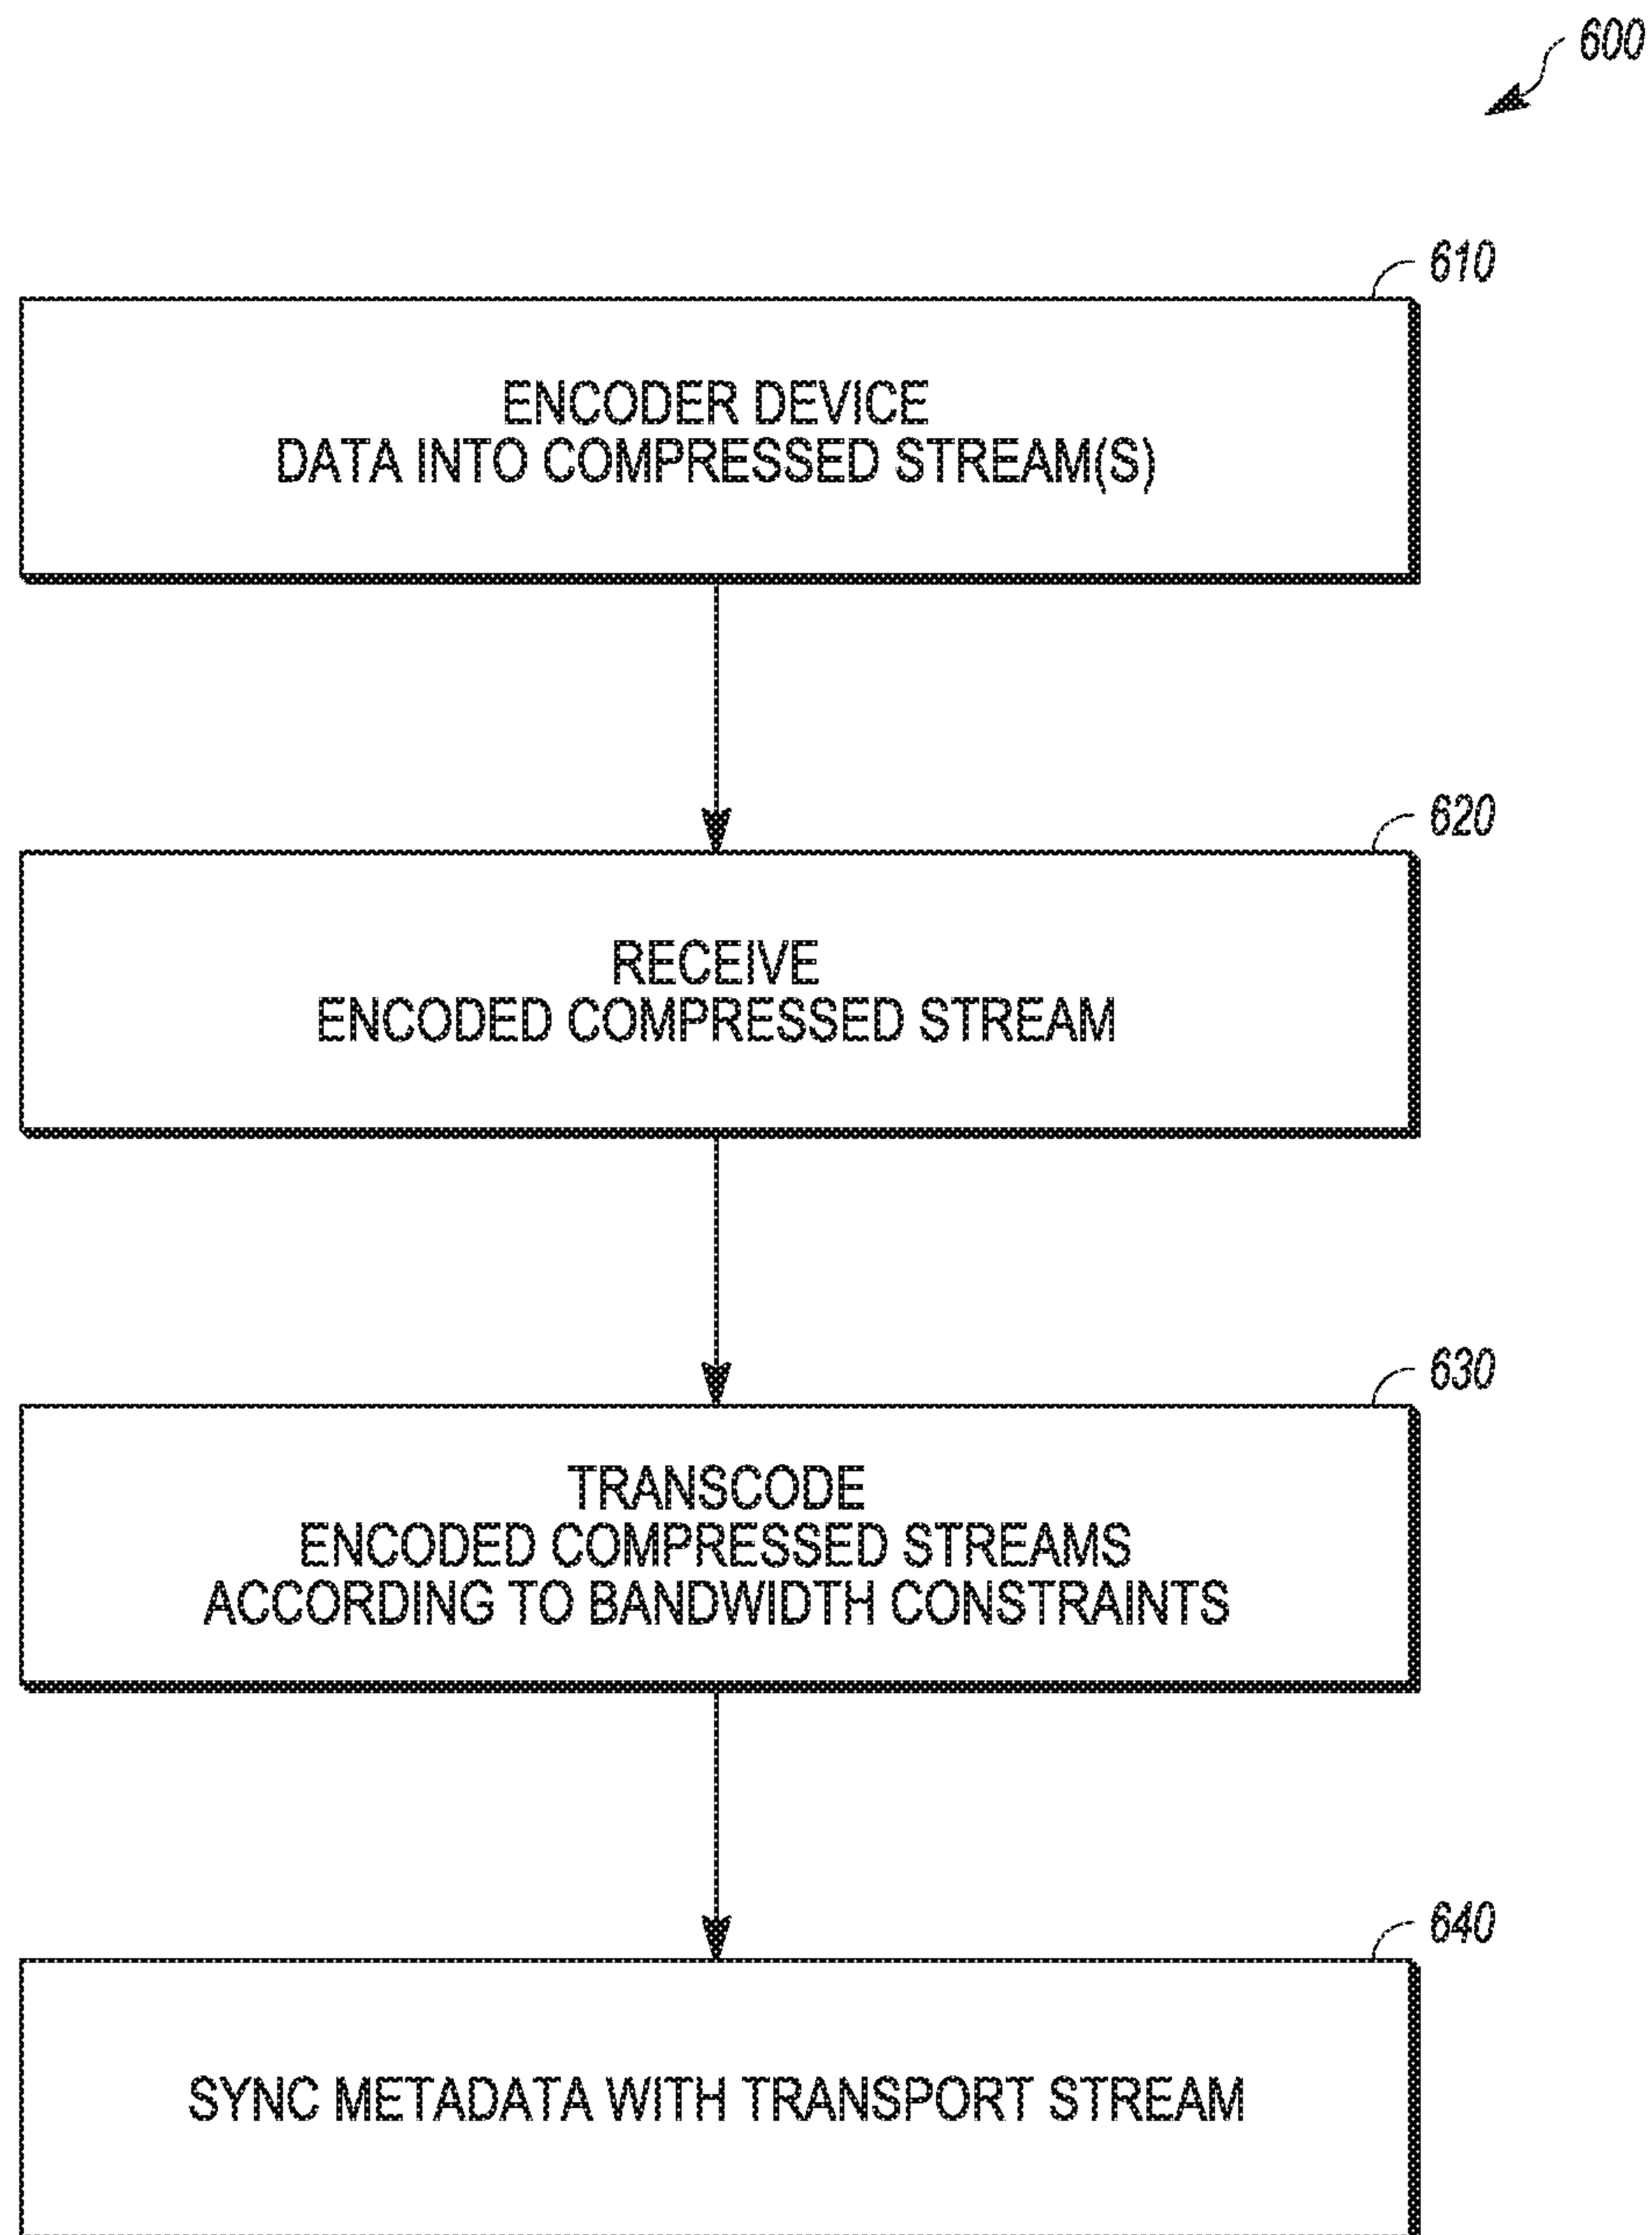 600
610
ENCODER DEVICE
DATA INTO COMPRESSED STREAM(S)
620
RECEIVE
ENCODED COMPRESSED STREAM
630
TRANSCODE
ENCODED COMPRESSED STREAMS
ACCORDING TO BANDWIDTH CONSTRAINTS
640
SYNC METADATA WITH TRANSPORT STREAM